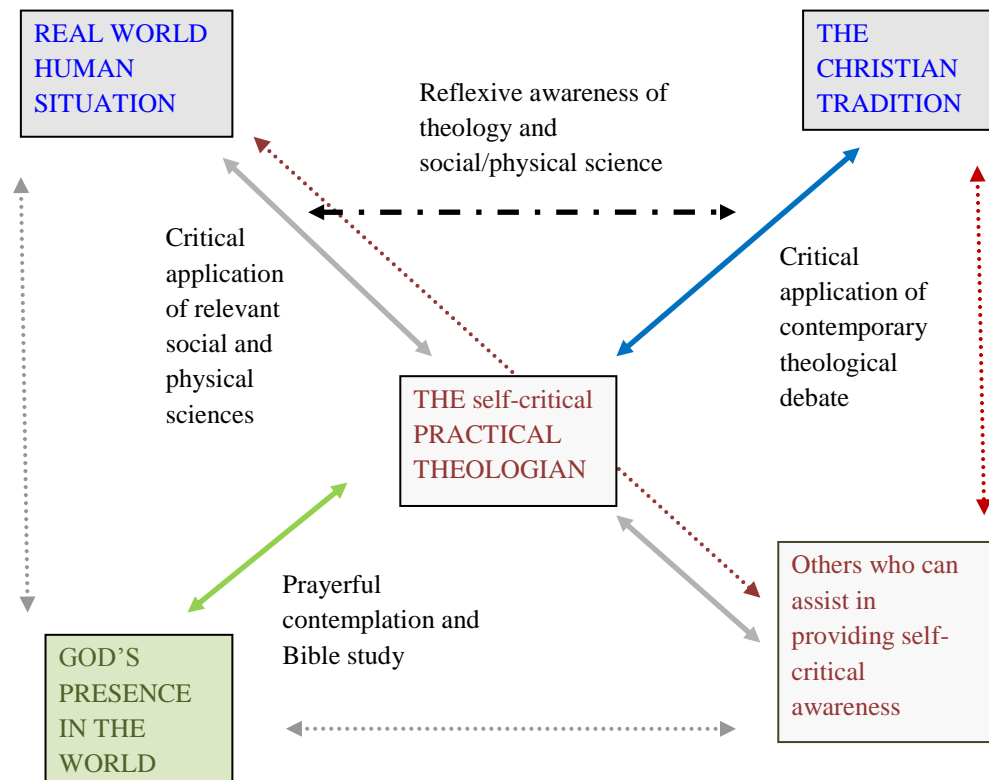 REAL WORLD
HUMAN
SITUATION
THE
CHRISTIAN
TRADITION
Reflexive awareness of
theology and
social/physical science
Critical
application
of relevant
social and
physical
sciences
Critical
application of
contemporary
theological
debate
THE self-critical
PRACTICAL
THEOLOGIAN
Prayerful
contemplation and
Bible study
Others who can
assist in
providing self-
critical
awareness
GOD’S
PRESENCE
IN THE
WORLD